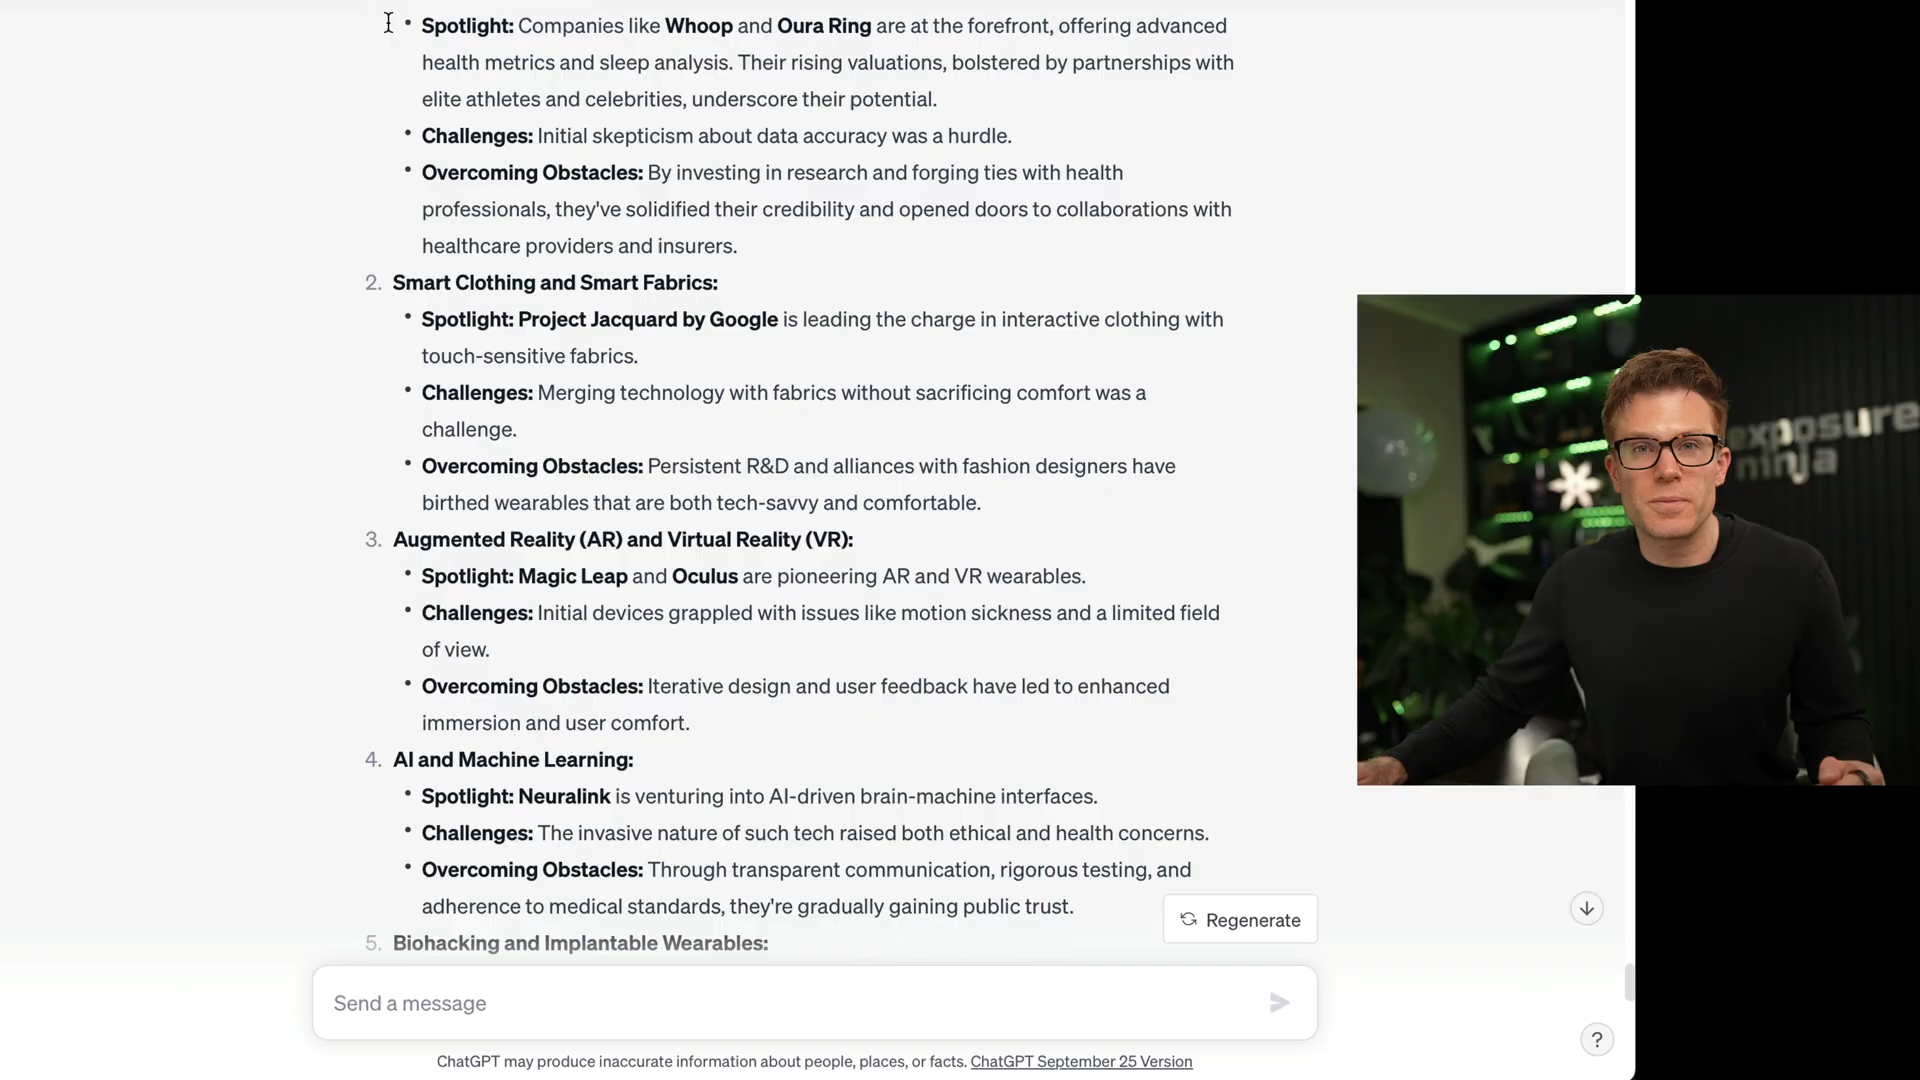 Spotlight: Companies like Whoop and Oura Ring are at the forefront, offering advanced
health metrics and sleep analysis. Their rising valuations, bolstered by partnerships with
elite athletes and celebrities, underscore their potential.
Challenges: Initial skepticism about data accuracy was a hurdle.
Overcoming Obstacles: By investing in research and forging ties with health
professionals, they've solidified their credibility and opened doors to collaborations with
healthcare providers and insurers.
2. Smart Clothing and Smart Fabrics:
Spotlight: Project Jacquard by Google is leading the charge in interactive clothing with
touch-sensitive fabrics.
Challenges: Merging technology with fabrics without sacrificing comfort was a
challenge.
Overcoming Obstacles: Persistent R&D and alliances with fashion designers have
birthed wearables that are both tech-savvy and comfortable.
3. Augmented Reality (AR) and Virtual Reality (VR):
Spotlight: Magic Leap and Oculus are pioneering AR and VR wearables.
Challenges: Initial devices grappled with issues like motion sickness and a limited field
of view.
Overcoming Obstacles: Iterative design and user feedback have led to enhanced
immersion and user comfort.
4. AI and Machine Learning:
Spotlight: Neuralink is venturing into AI-driven brain-machine interfaces.
Challenges: The invasive nature of such tech raised both ethical and health concerns.
Overcoming Obstacles: Through transparent communication, rigorous testing, and
adherence to medical standards, they're gradually gaining public trust.
5. Biohacking and Implantable Wearables:
Regenerate
Send a message
ChatGPT may produce inaccurate information about people, places, or facts. ChatGPT September 25 Version
?
exposure
ninja